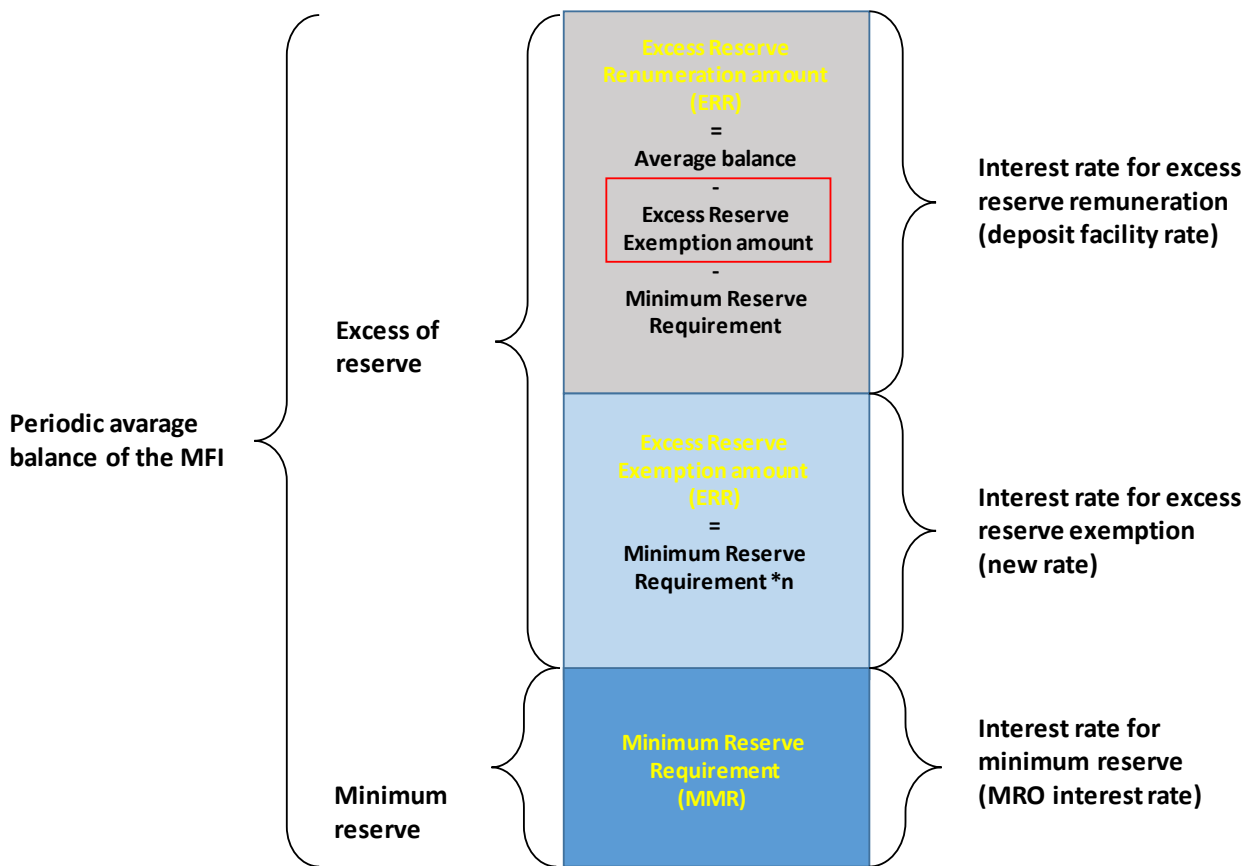 Periodic avarage
balance of the MFI
Excess of
reserve
Minimum
reserve
Excess Reserve
Renumeration amount
(ERR)
=
Average balance
-
Excess Reserve
Exemption amount
-
Minimum Reserve
Requirement
Excess Reserve
Exemption amount
(ERR)
=
Minimum Reserve
Requirement *n
Minimum Reserve
Requirement
(MMR)
Interest rate for excess
reserve remuneration
(deposit facility rate)
Interest rate for excess
reserve exemption
(new rate)
Interest rate for
minimum reserve
(MRO interest rate)